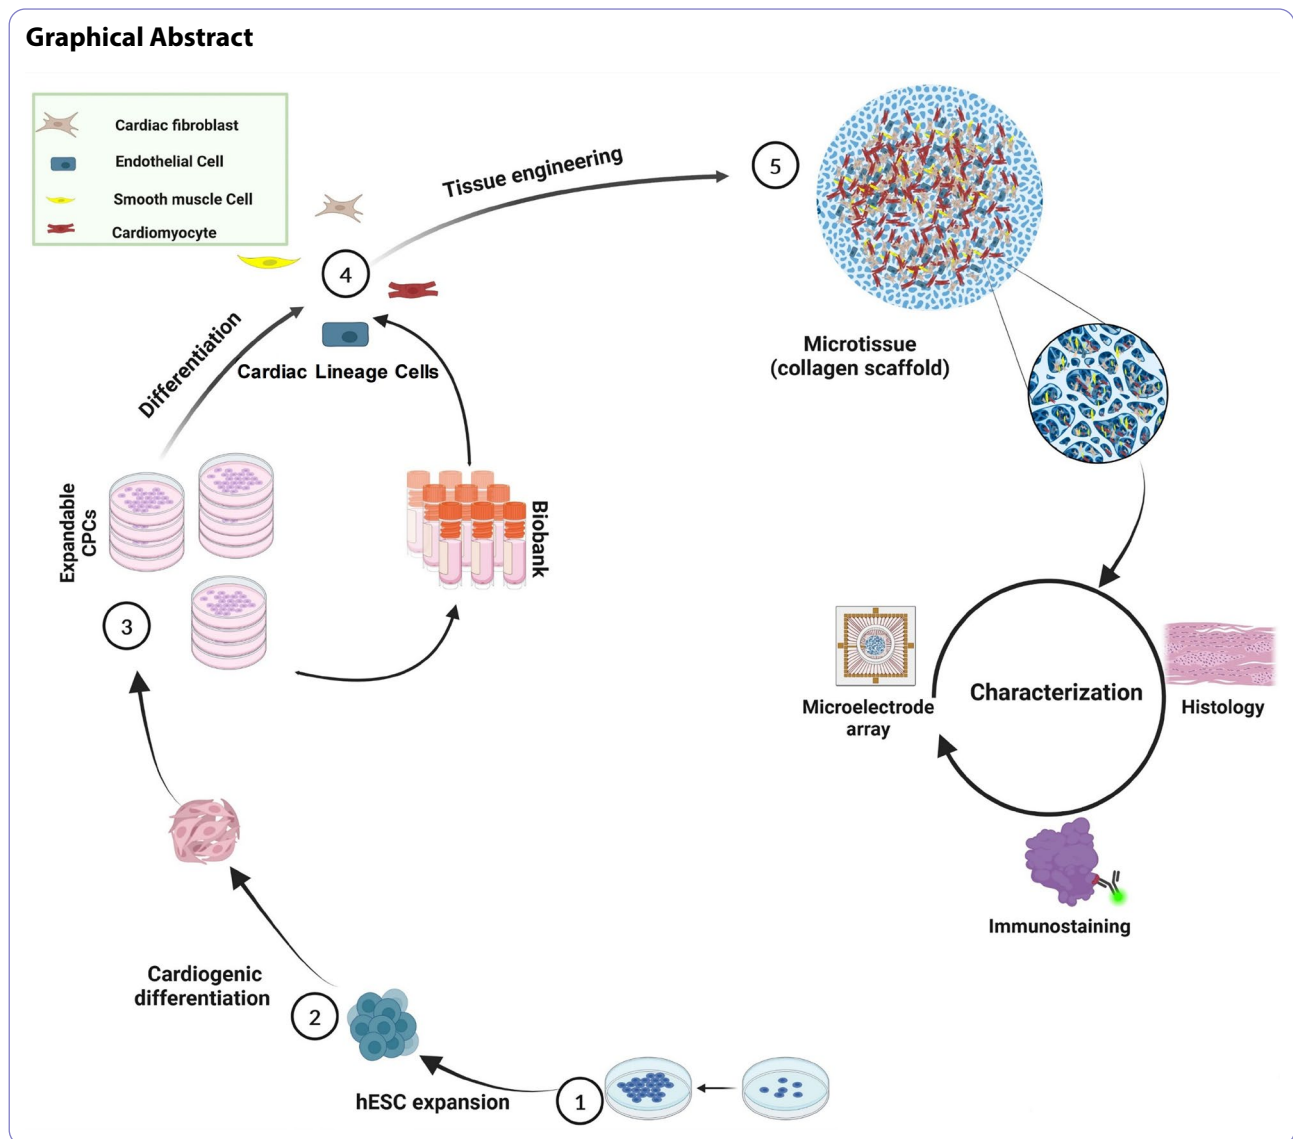 Graphical Abstract
Cardiac fibroblast
Endothelial Cell
Smooth muscle Cell
Cardiomyocyte
Tissue engineering
5
4
Differentiation
Cardiac Lineage Cells
Microtissue
(collagen scaffold)
Expandable
CPCs
Biobank
3
Characterization
Microelectrode
array
Histology
Immunostaining
Cardiogenic
differentiation
2
hESC expansion
1